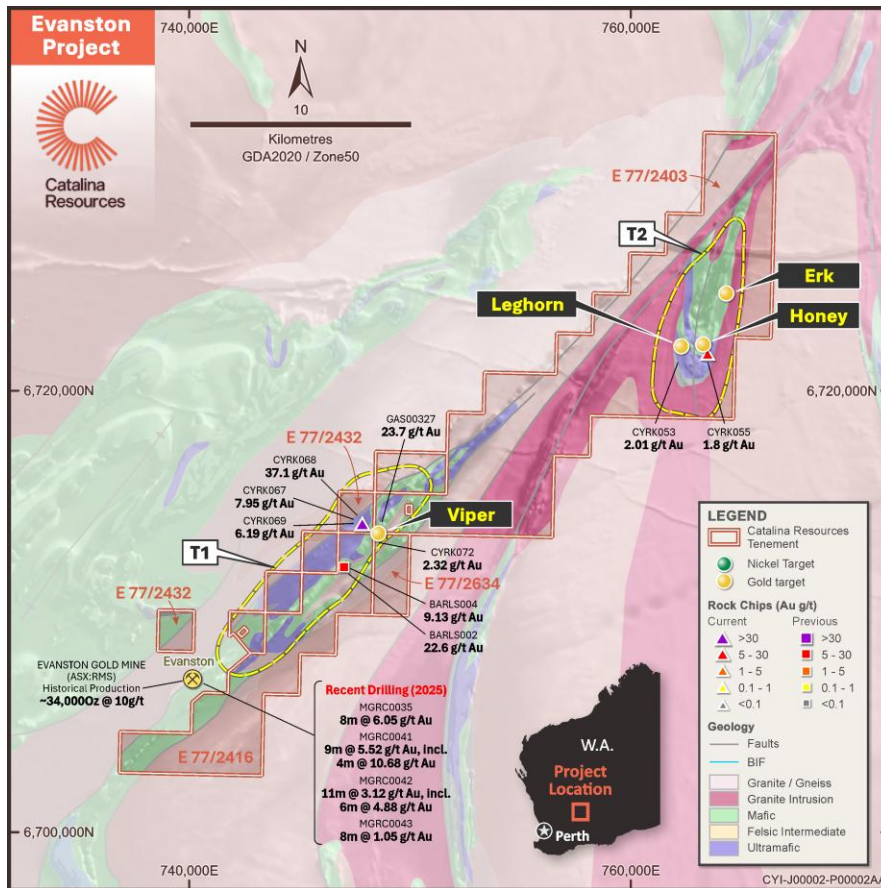 Evanston
Project
Catalina
Resources
740,000E
760,000E
N
10
Kilometres
GDA2020 / Zone50
E 77/2403
T2
Erk
Leghorn
Honey
6,720,000N
6,720,000N
CYRK053
2.01 g/t Au
CYRK055
1.8 g/t Au
GAS00327
23.7 g/t Au
E 77/2432
CYRK068
37.1 g/t Au
CYRK067
7.95 g/t Au
CYRK069
6.19 g/t Au
Viper
T1
CYRK072
2.32 g/t Au
E 77/2634
E 77/2432
BARLS004
9.13 g/t Au
BARLS002
22.6 g/t Au
Evanston
EVANSTON GOLD MINE
(ASX:RMS)
Historical Production
~34,000Oz @ 10g/t
E 77/2416
Recent Drilling (2025)
MGRC0035
8m @ 6.05 g/t Au
MGRC0041
9m @ 5.52 g/t Au, incl.
4m @ 10.68 g/t Au
MGRC0042
11m @ 3.12 g/t Au, incl.
6m @ 4.88 g/t Au
MGRC0043
8m @ 1.05 g/t Au
W.A.
Project
Location
Perth
LEGEND
Catalina Resources
Tenement
Nickel Target
Gold target
Rock Chips (Au g/t)
Current Previous
>30 >30
5 - 30 5 - 30
1 - 5 1 - 5
0.1 - 1 0.1 - 1
<0.1 <0.1
Geology
Faults
BIF
Granite / Gneiss
Granite Intrusion
Mafic
Felsic Intermediate
Ultramafic
6,700,000N
740,000E
760,000E
CYI-J00002-P00002AA